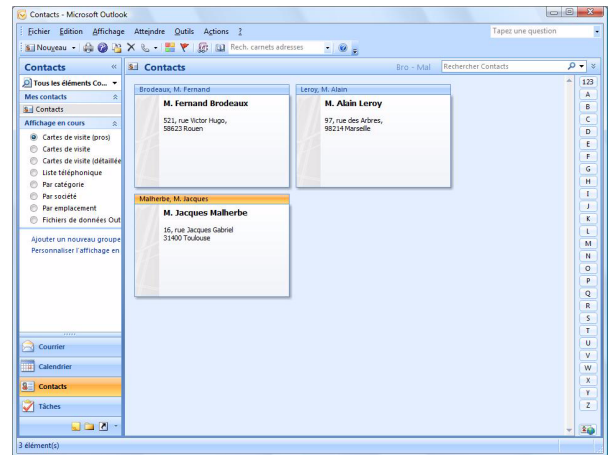 Contacts - Microsoft Outlook
Fichier Edition Affichage Atteindre Outils Actions ? Tapez une question
Nouveau Rech. carnets adresses
Contacts «
Contacts Bro - Mal Rechercher Contacts
Tous les éléments Co...
Mes contacts
Contacts
Affichage en cours
Cartes de visite (pros)
Cartes de visite
Cartes de visite (détaillée
Liste téléphonique
Par catégorie
Par société
Par emplacement
Fichiers de données Out
Ajouter un nouveau groupe
Personnaliser l'affichage en
Courrier
Calendrier
Contacts
Tâches
Brodeaux, M. Fernand
M. Fernand Brodeaux
521, rue Victor Hugo,
58623 Rouen
Leroy, M. Alain
M. Alain Leroy
97, rue des Arbres,
98214 Marseille
Malherbe, M. Jacques
M. Jacques Malherbe
16, rue Jacques Gabriel
31400 Toulouse
123
A
B
C
D
E
F
G
H
I
J
K
L
M
N
O
P
Q
R
S
T
U
V
W
X
Y
Z
3 élément(s)